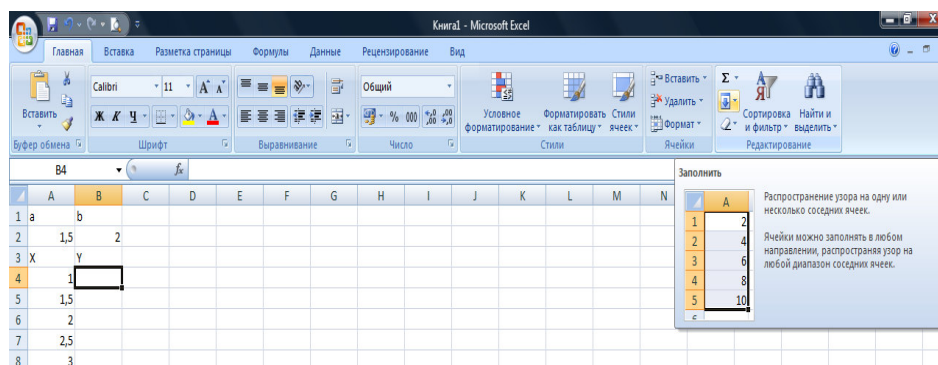 Книга1 - Microsoft Excel
Главная Вставка Разметка страницы Формулы Данные Рецензирование Вид
Calibri 11 Общий
Вставить
Ж К Ч % 000
Условное форматирование
Форматировать как таблицу
Стили ячеек
Вставить
Удалить
Формат
Σ
Сортировка и фильтр
Найти и выделить
Буфер обмена Шрифт Выравнивание Число Стили Ячейки Редактирование
B4 fx
A B C D E F G H I J K L M N
1 a b
2 1,5 2
3 X Y
4 1
5 1,5
6 2
7 2,5
8 3
Заполнить
A
1 2
2 4
3 6
4 8
5 10
Распространение узора на одну или
несколько соседних ячеек.
Ячейки можно заполнять в любом
направлении, распространяя узор на
любой диапазон соседних ячеек.